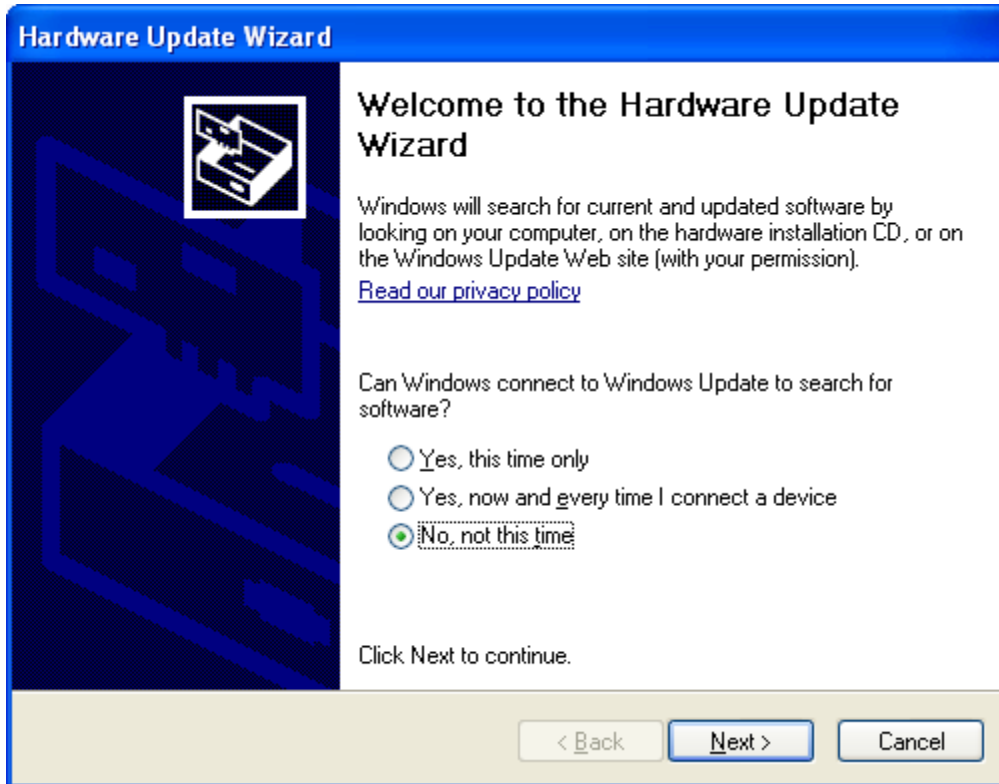 Hardware Update Wizard
Welcome to the Hardware Update
Wizard
Windows will search for current and updated software by
looking on your computer, on the hardware installation CD, or on
the Windows Update Web site (with your permission).
Read our privacy policy
Can Windows connect to Windows Update to search for
software?
Yes, this time only
Yes, now and every time I connect a device
No, not this time
Click Next to continue.
< Back
Next >
Cancel